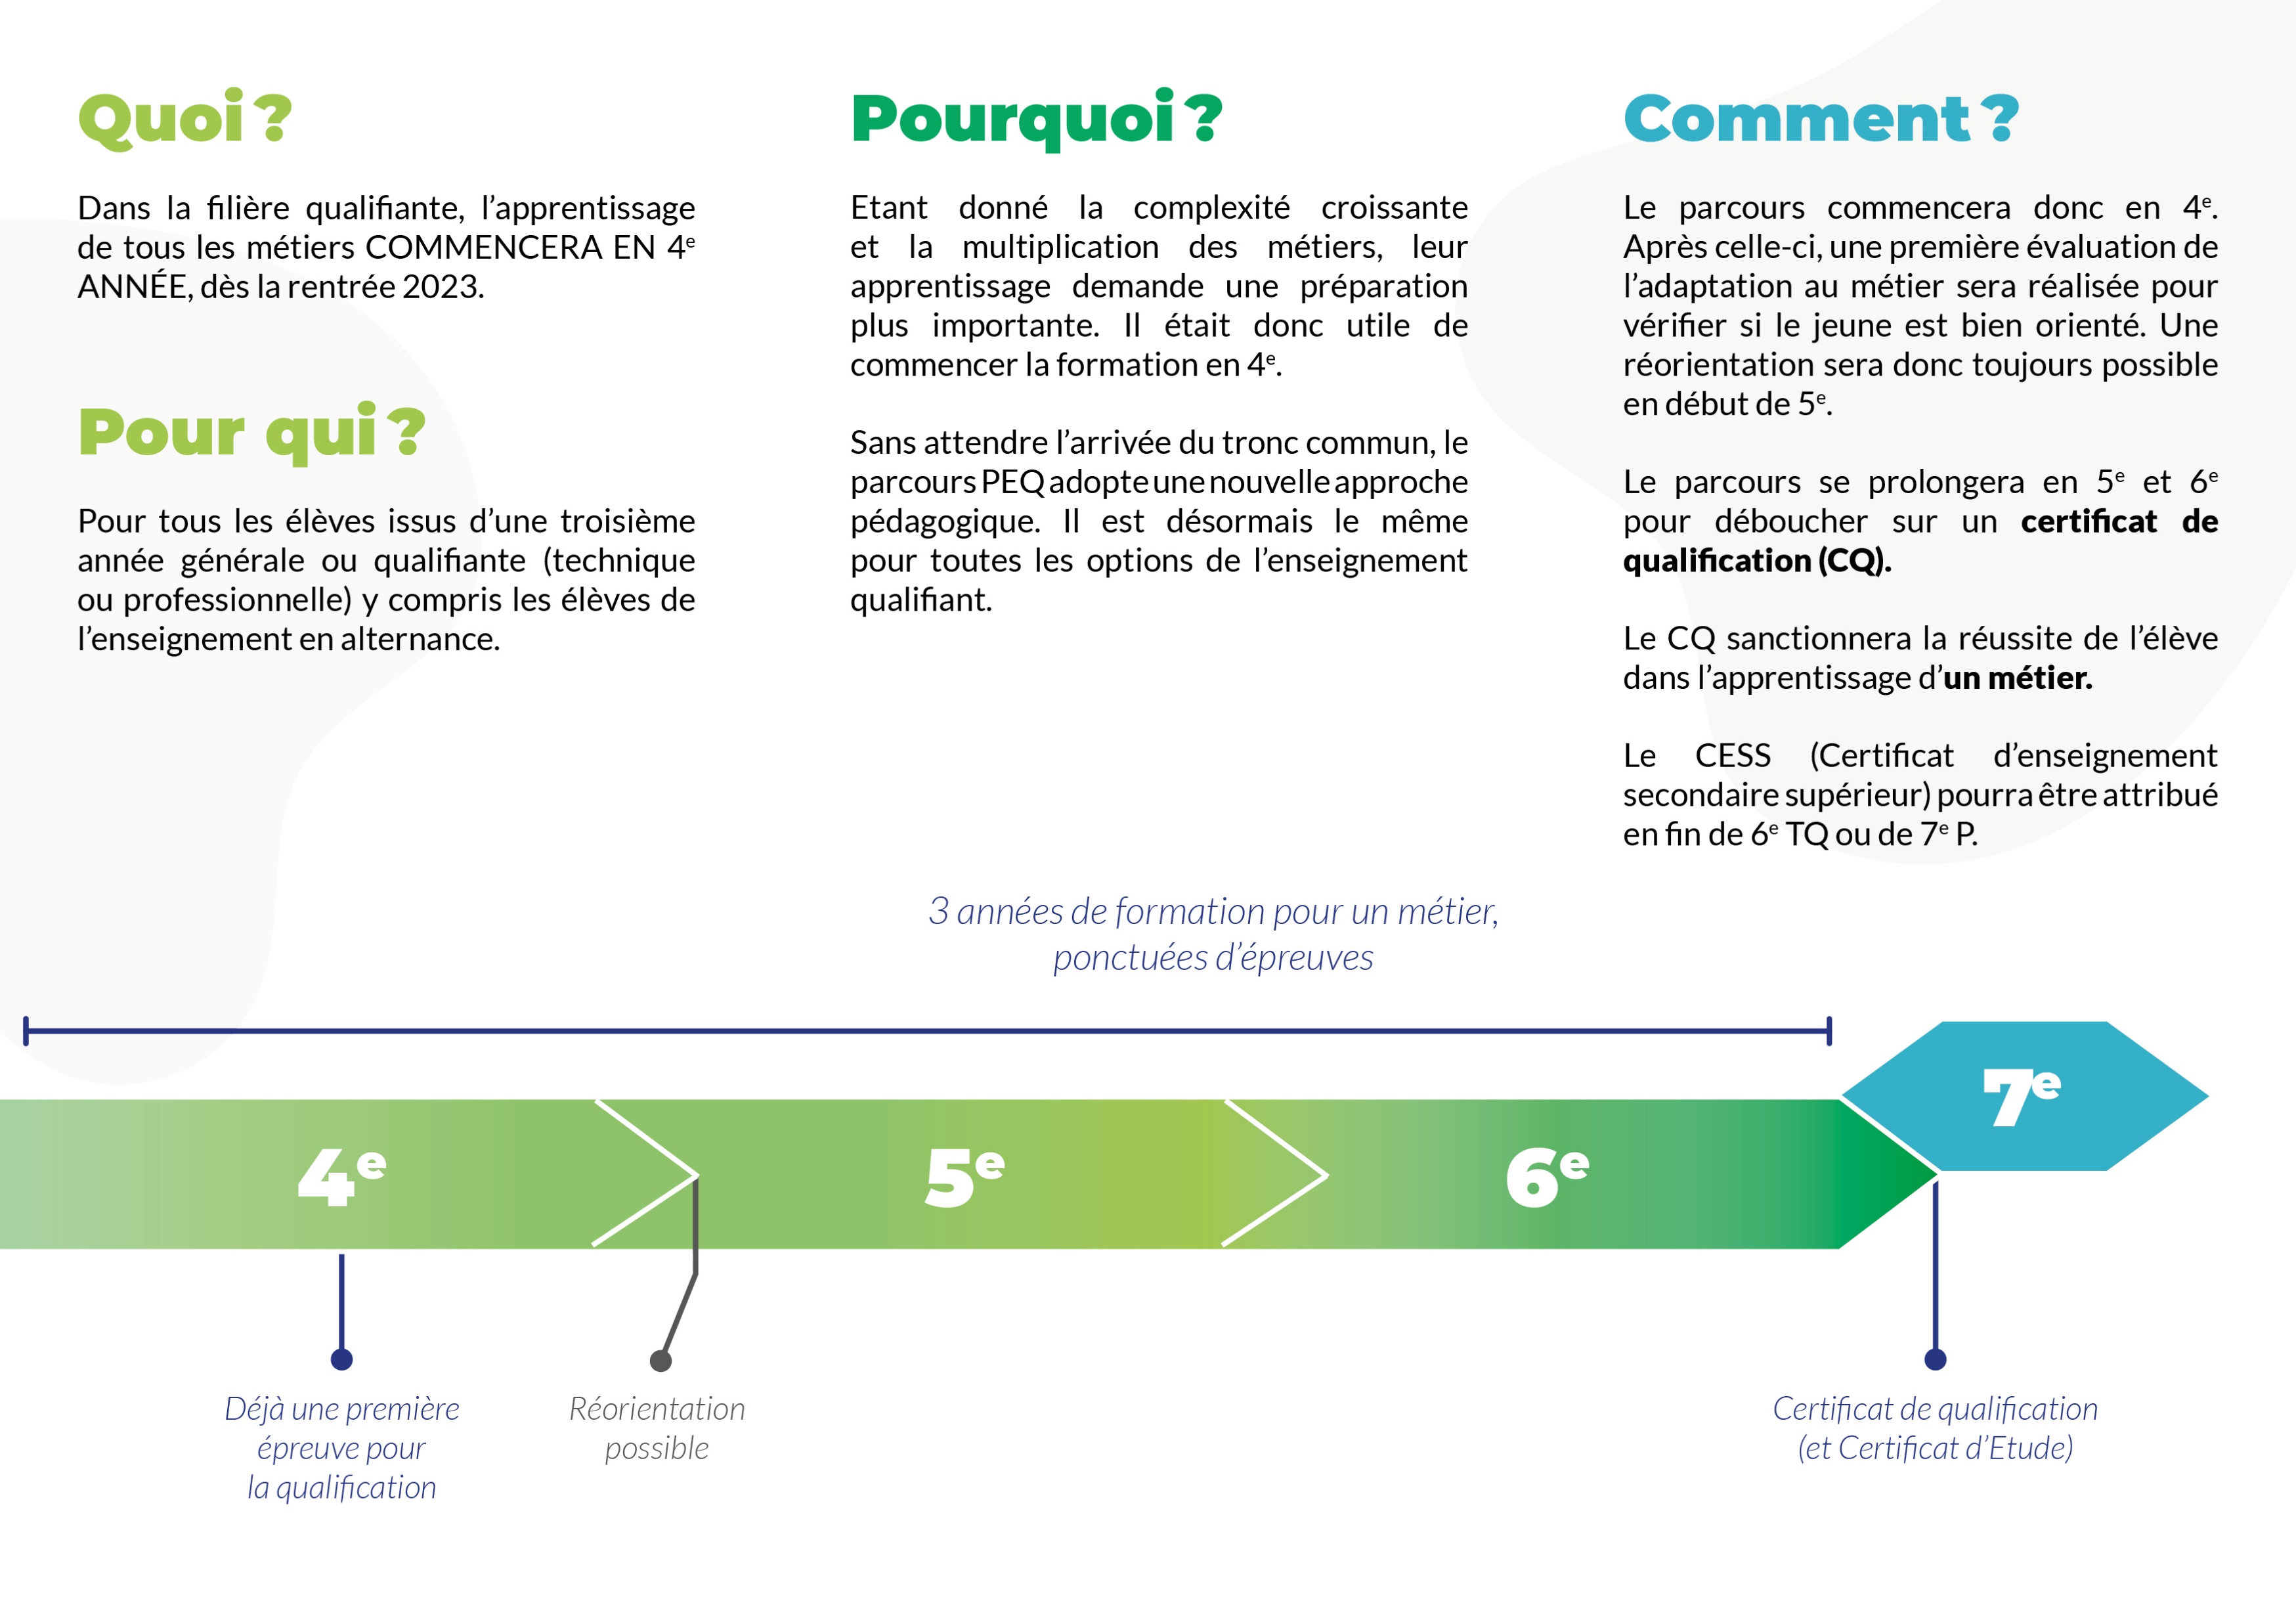 Quoi ?
Dans la filière qualifiante, l’apprentissage
de tous les métiers COMMENCERA EN 4e
ANNÉE, dès la rentrée 2023.
Pour qui ?
Pour tous les élèves issus d’une troisième
année générale ou qualifiante (technique
ou professionnelle) y compris les élèves de
l’enseignement en alternance.
Pourquoi ?
Etant donné la complexité croissante
et la multiplication des métiers, leur
apprentissage demande une préparation
plus importante. Il était donc utile de
commencer la formation en 4e.
Sans attendre l’arrivée du tronc commun, le
parcours PEQ adopte une nouvelle approche
pédagogique. Il est désormais le même
pour toutes les options de l’enseignement
qualifiant.
Comment ?
Le parcours commencera donc en 4e.
Après celle-ci, une première évaluation de
l’adaptation au métier sera réalisée pour
vérifier si le jeune est bien orienté. Une
réorientation sera donc toujours possible
en début de 5e.
Le parcours se prolongera en 5e et 6e
pour déboucher sur un certificat de
qualification (CQ).
Le CQ sanctionnera la réussite de l’élève
dans l’apprentissage d’un métier.
Le CESS (Certificat d’enseignement
secondaire supérieur) pourra être attribué
en fin de 6e TQ ou de 7e P.
3 années de formation pour un métier,
ponctuées d’épreuves
4e
5e
6e
7e
Déjà une première
épreuve pour
la qualification
Réorientation
possible
Certificat de qualification
(et Certificat d’Etude)